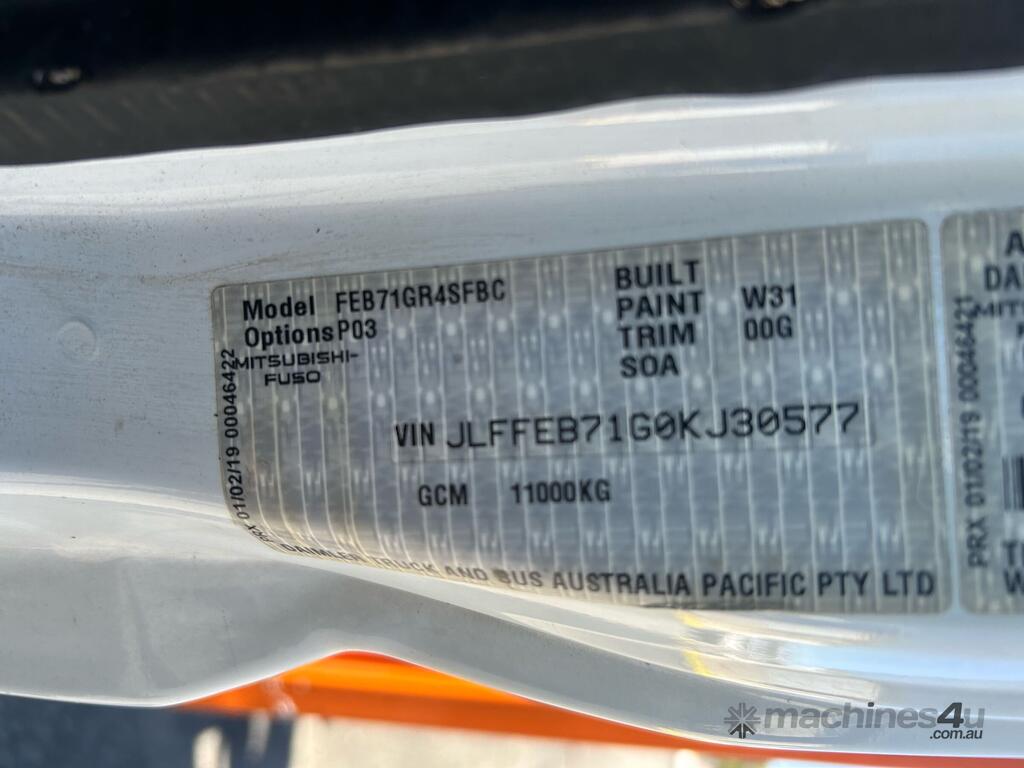 Model FEB71GR4SFBC
Options P03
MITSUBISHI-
FUSO
BUILT
PAINT W31
TRIM 00G
SOA
VIN JLFFEB71G0KJ30577
GCM 11000KG
DAIMLER TRUCK AND BUS AUSTRALIA PACIFIC PTY LTD
PRX 01/02/19 00046422
PRX 01/02/19 00046421
machines4u
.com.au